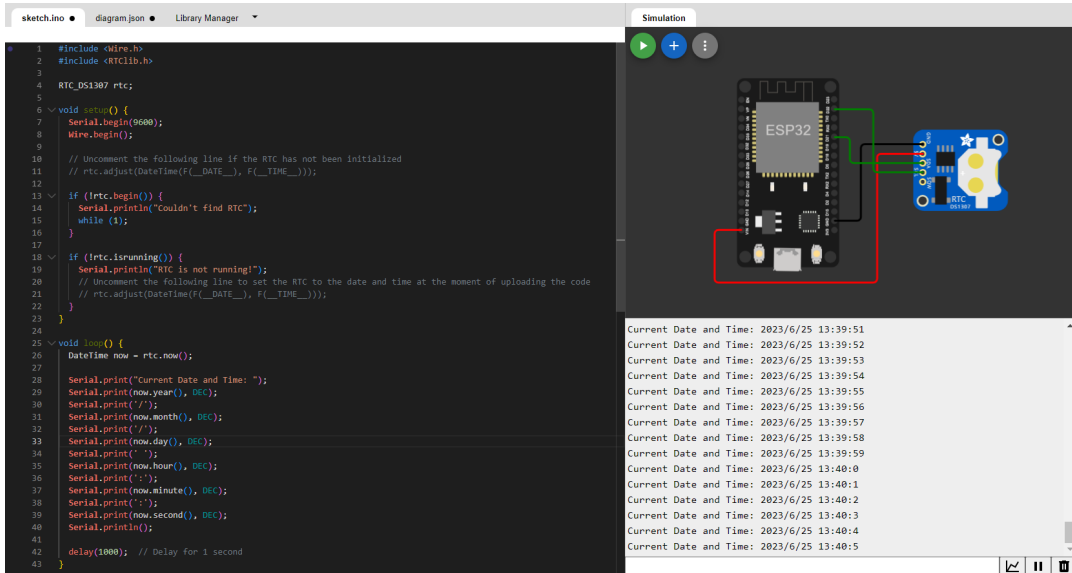 sketch.ino ● diagram.json ● Library Manager
Simulation
1 #include <Wire.h>
2 #include <RTClib.h>
3
4 RTC_DS1307 rtc;
5
6 void setup() {
7 Serial.begin(9600);
8 Wire.begin();
9
10 // Uncomment the following line if the RTC has not been initialized
11 // rtc.adjust(DateTime(F(__DATE__), F(__TIME__)));
12
13 if (!rtc.begin()) {
14 Serial.println("Couldn't find RTC");
15 while (1);
16 }
17
18 if (!rtc.isrunning()) {
19 Serial.println("RTC is not running!");
20 // Uncomment the following line to set the RTC to the date and time at the moment of uploading the code
21 // rtc.adjust(DateTime(F(__DATE__), F(__TIME__)));
22 }
23 }
24
25 void loop() {
26 DateTime now = rtc.now();
27
28 Serial.print("Current Date and Time: ");
29 Serial.print(now.year(), DEC);
30 Serial.print('/');
31 Serial.print(now.month(), DEC);
32 Serial.print('/');
33 Serial.print(now.day(), DEC);
34 Serial.print(' ');
35 Serial.print(now.hour(), DEC);
36 Serial.print(':');
37 Serial.print(now.minute(), DEC);
38 Serial.print(':');
39 Serial.print(now.second(), DEC);
40 Serial.println();
41
42 delay(1000); // Delay for 1 second
43 }
ESP32
GND
SDA
SQW
RTC
DS1307
VIN
Current Date and Time: 2023/6/25 13:39:51
Current Date and Time: 2023/6/25 13:39:52
Current Date and Time: 2023/6/25 13:39:53
Current Date and Time: 2023/6/25 13:39:54
Current Date and Time: 2023/6/25 13:39:55
Current Date and Time: 2023/6/25 13:39:56
Current Date and Time: 2023/6/25 13:39:57
Current Date and Time: 2023/6/25 13:39:58
Current Date and Time: 2023/6/25 13:39:59
Current Date and Time: 2023/6/25 13:40:0
Current Date and Time: 2023/6/25 13:40:1
Current Date and Time: 2023/6/25 13:40:2
Current Date and Time: 2023/6/25 13:40:3
Current Date and Time: 2023/6/25 13:40:4
Current Date and Time: 2023/6/25 13:40:5